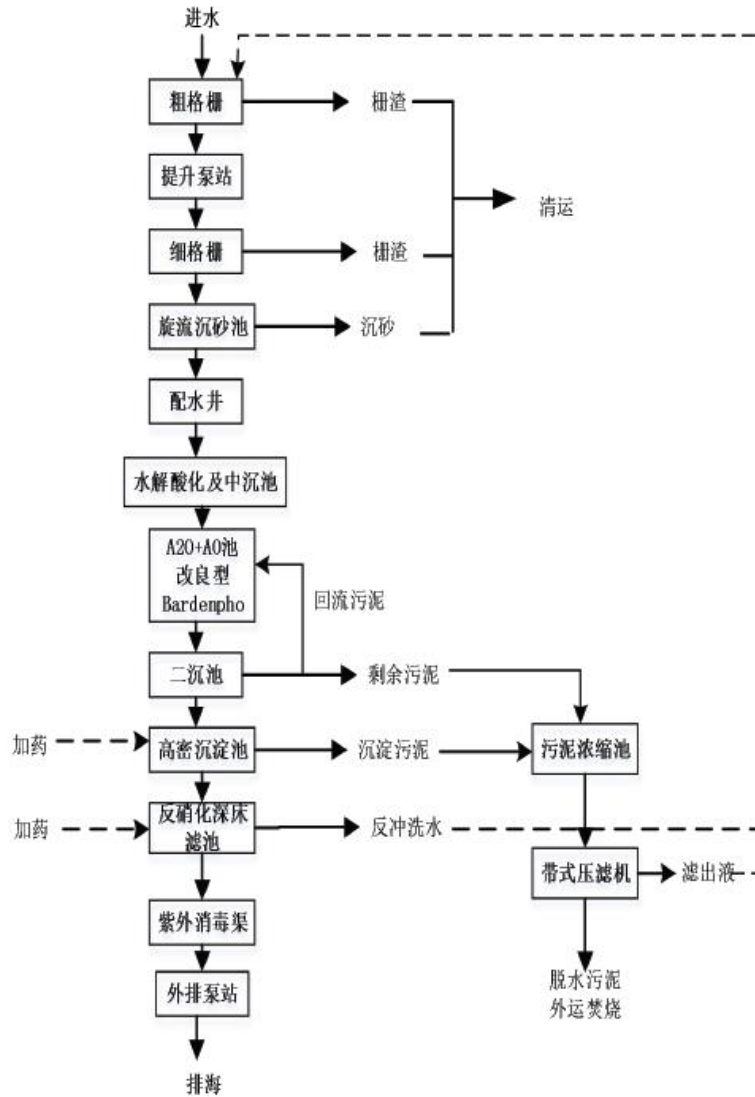 进水
粗格栅
栅渣
提升泵站
清运
细格栅
栅渣
旋流沉砂池
沉砂
配水井
水解酸化及中沉池
A2O+AO池
改良型
Bardenpho
回流污泥
二沉池
剩余污泥
加药
高密沉淀池
沉淀污泥
污泥浓缩池
加药
反硝化深床
滤池
反冲洗水
带式压滤机
滤出液
紫外消毒渠
脱水污泥
外运焚烧
外排泵站
排海